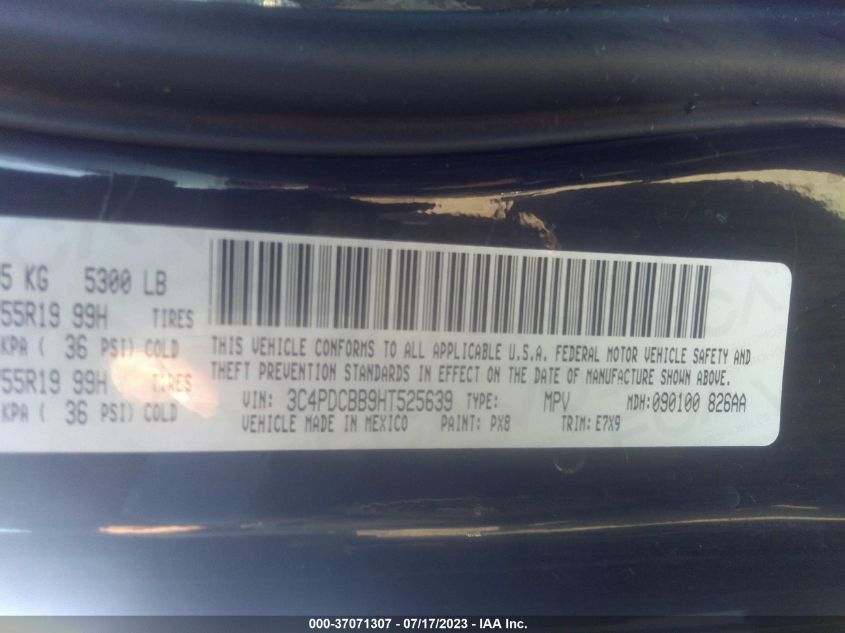 5 KG 5300 LB
55R19 99H TIRES
KPA ( 36 PSI) COLD
55R19 99H TIRES
KPA ( 36 PSI) COLD
THIS VEHICLE CONFORMS TO ALL APPLICABLE U.S.A. FEDERAL MOTOR VEHICLE SAFETY AND
THEFT PREVENTION STANDARDS IN EFFECT ON THE DATE OF MANUFACTURE SHOWN ABOVE.
VIN: 3C4PDCBB9HT525639 TYPE: MPV MDH:090100 826AA
VEHICLE MADE IN MEXICO PAINT: PX8 TRIM: E7X9
000-37071307 - 07/17/2023 - IAA Inc.